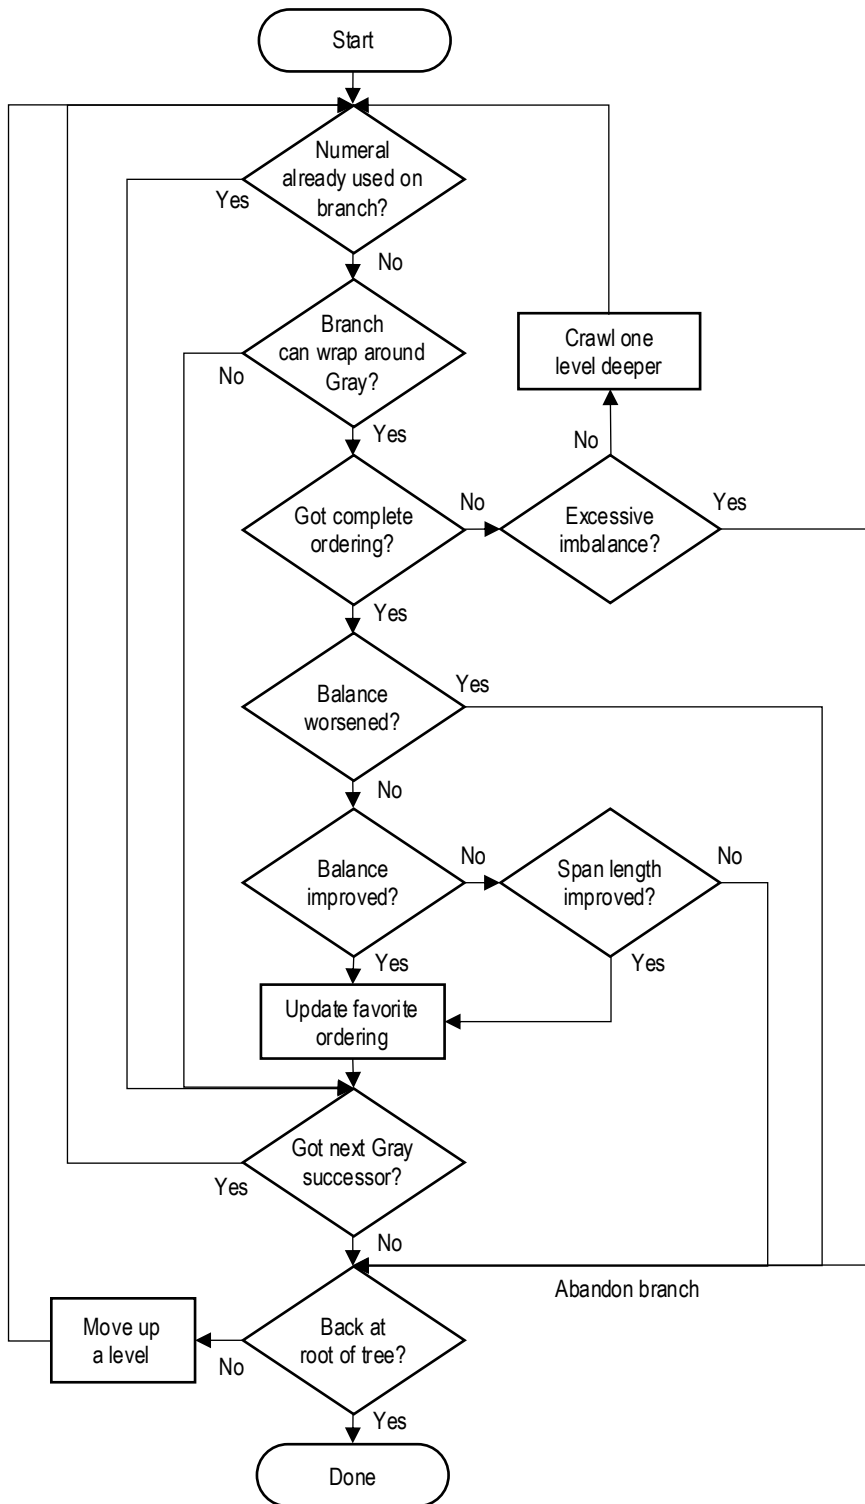 Start
Numeral
already used on
branch?
Yes
No
Branch
can wrap around
Gray?
No
Yes
Crawl one
level deeper
No
Got complete
ordering?
No
Excessive
imbalance?
Yes
Yes
Balance
worsened?
Yes
No
Balance
improved?
No
Span length
improved?
No
Yes
Yes
Update favorite
ordering
Got next Gray
successor?
Yes
No
Abandon branch
Back at
root of tree?
No
Move up
a level
Yes
Done